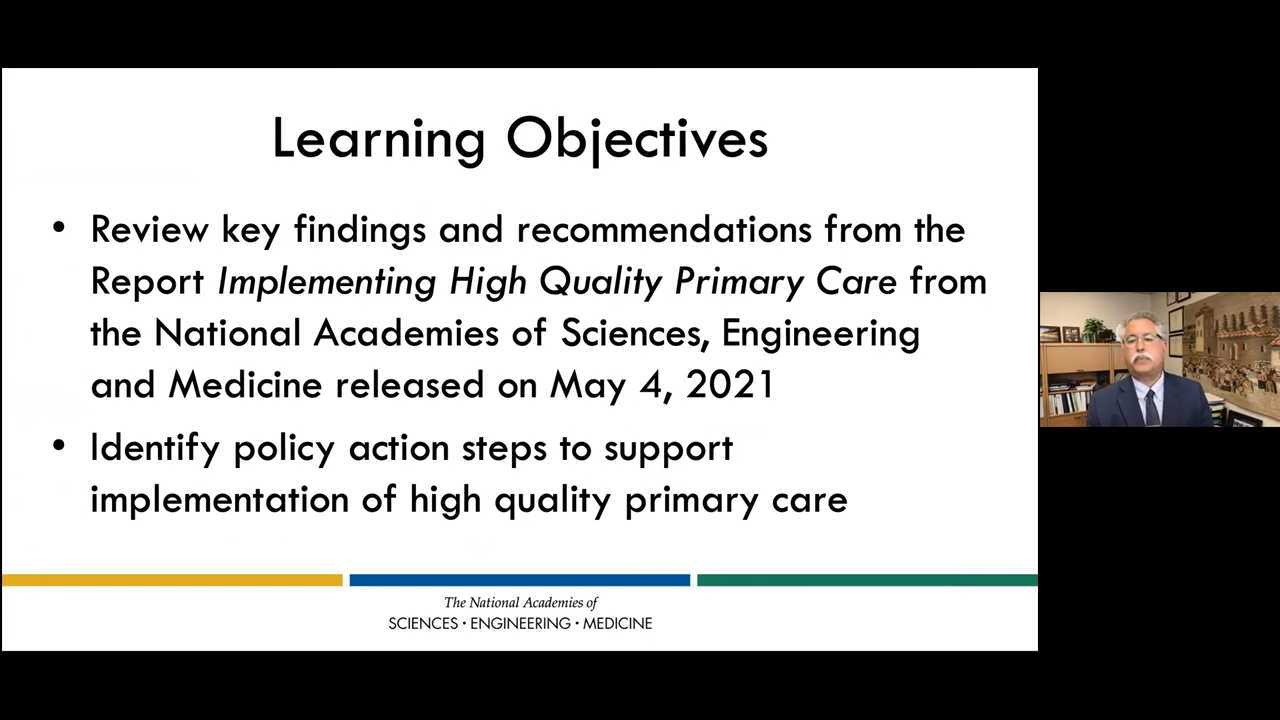 Learning Objectives
• Review key findings and recommendations from the
Report Implementing High Quality Primary Care from
the National Academies of Sciences, Engineering
and Medicine released on May 4, 2021
• Identify policy action steps to support
implementation of high quality primary care
The National Academies of
SCIENCES • ENGINEERING • MEDICINE